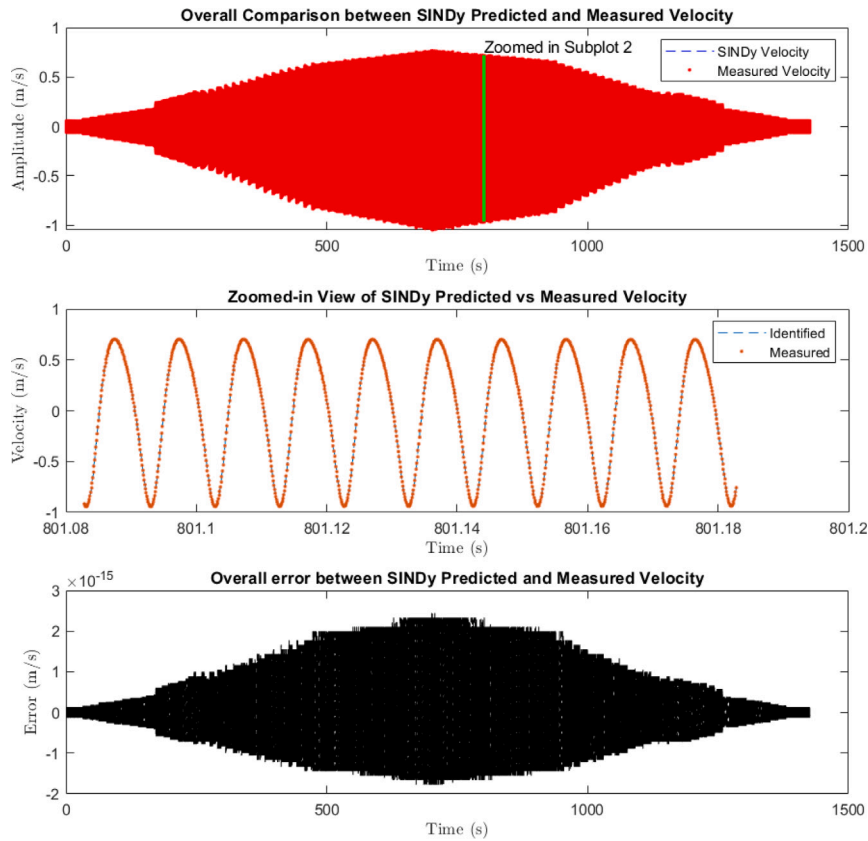 Overall Comparison between SINDy Predicted and Measured Velocity
1
0.5
0
-0.5
-1
Amplitude (m/s)
Zoomed in Subplot 2
SINDy Velocity
Measured Velocity
0 500 1000 1500
Time (s)
Zoomed-in View of SINDy Predicted vs Measured Velocity
1
0.5
0
-0.5
-1
Velocity (m/s)
Identified
Measured
801.08 801.1 801.12 801.14 801.16 801.18 801.2
Time (s)
Overall error between SINDy Predicted and Measured Velocity
×10⁻¹⁵
3
2
1
0
-1
-2
Error (m/s)
0 500 1000 1500
Time (s)